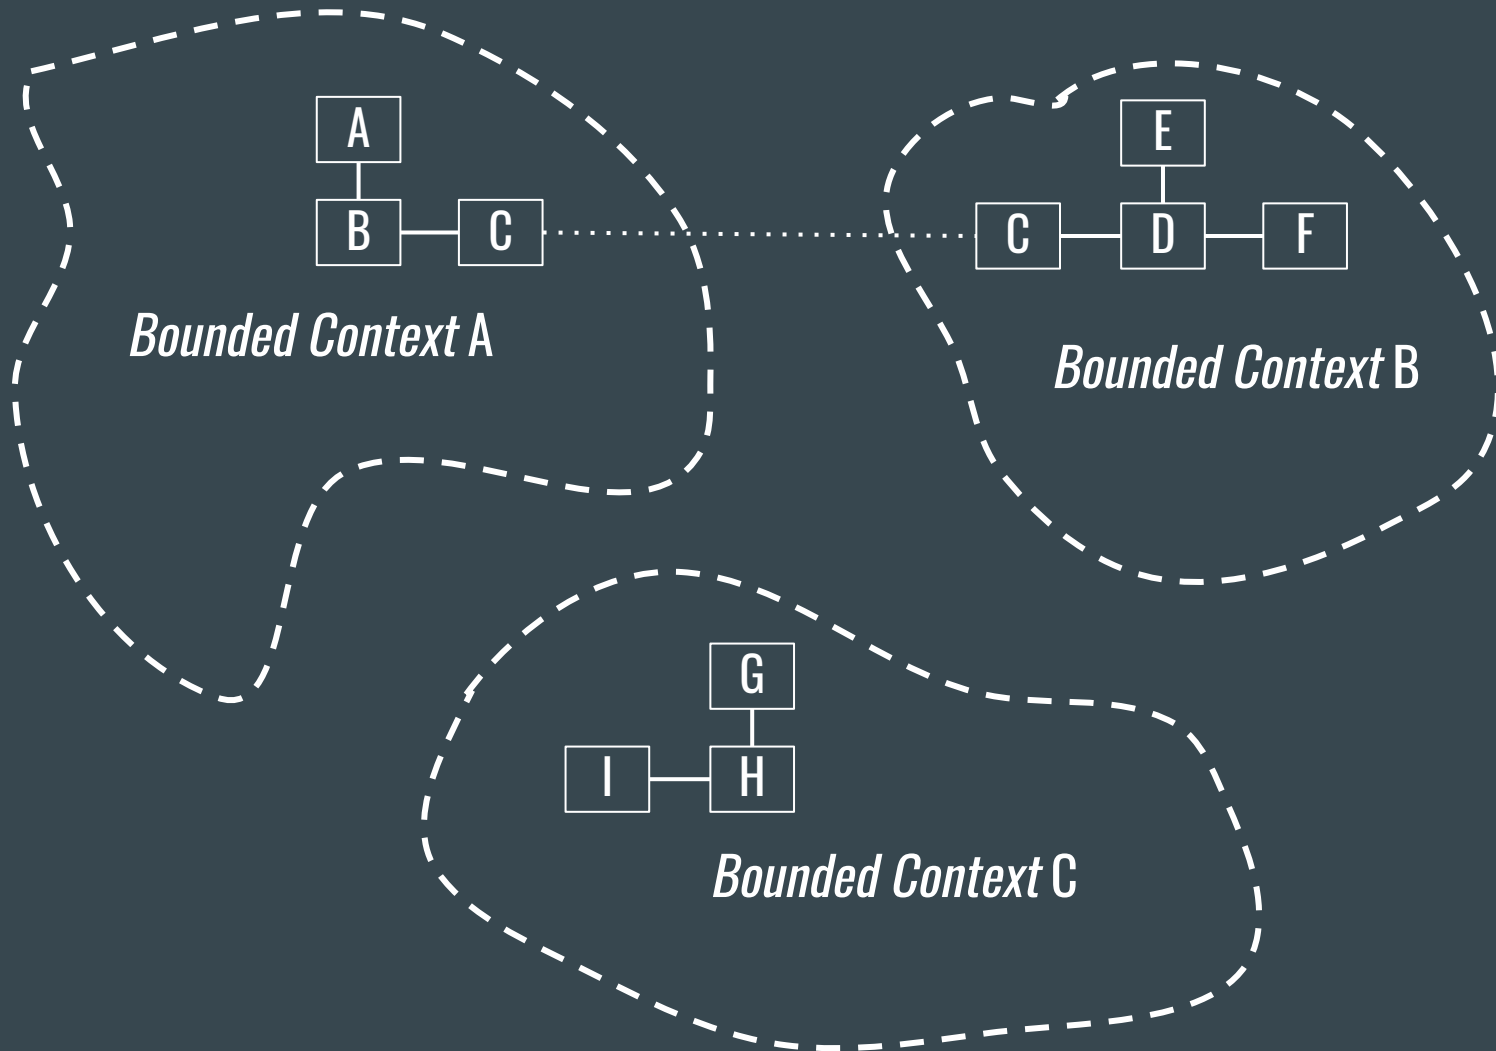 A
B C
Bounded Context A
E
C D F
Bounded Context B
G
I H
Bounded Context C